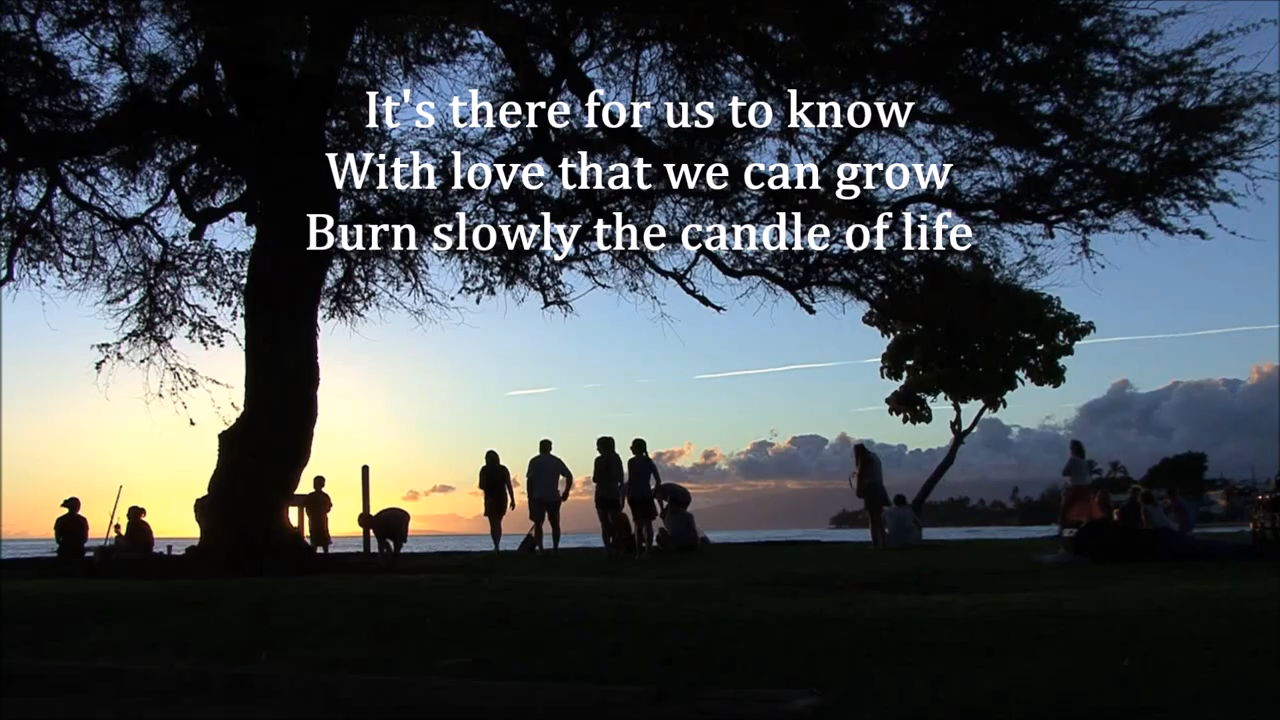 It's there for us to know
With love that we can grow
Burn slowly the candle of life